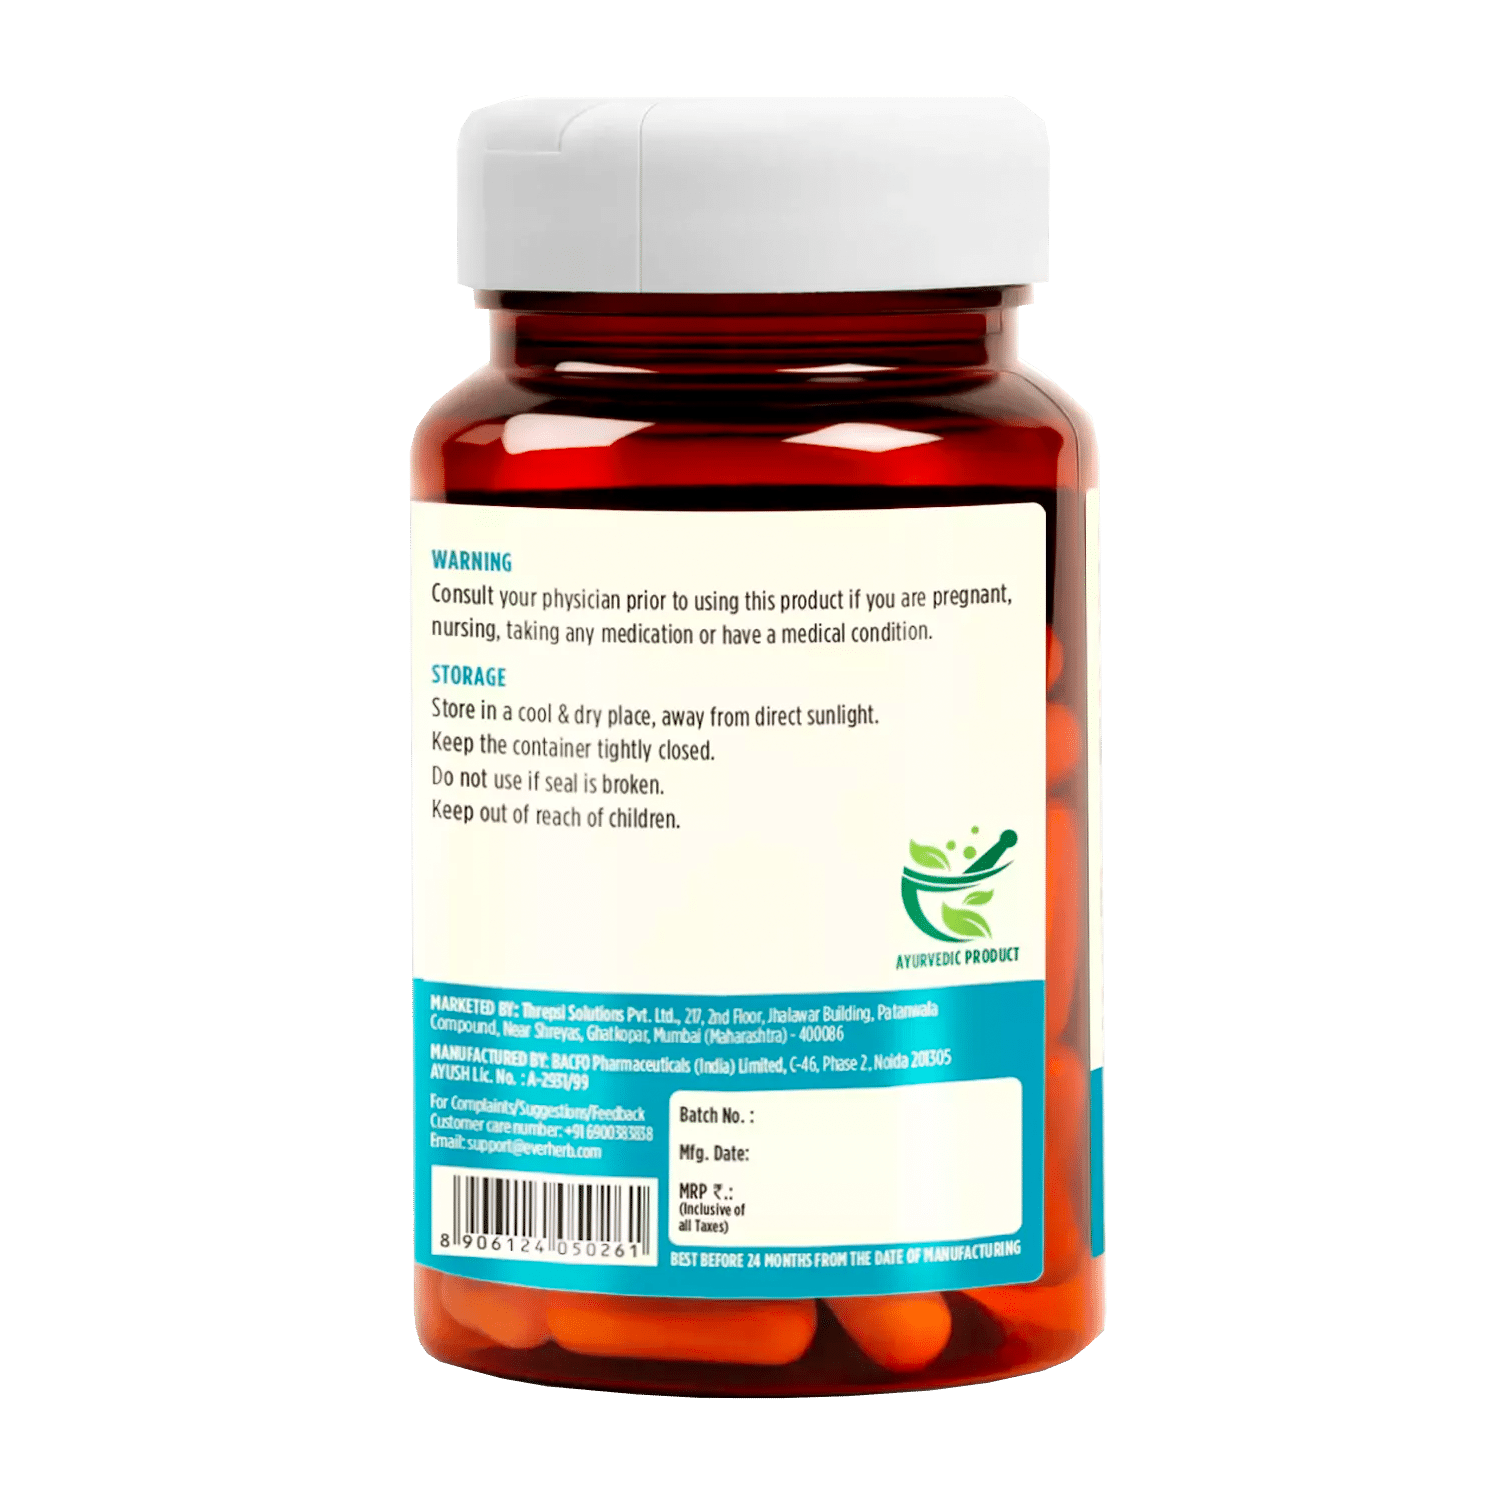 WARNING
Consult your physician prior to using this product if you are pregnant,
nursing, taking any medication or have a medical condition.
STORAGE
Store in a cool & dry place, away from direct sunlight.
Keep the container tightly closed.
Do not use if seal is broken.
Keep out of reach of children.
AYURVEDIC PRODUCT
MARKETED BY: Threpsi Solutions Pvt. Ltd., 217, 2nd Floor, Jhalawar Building, Patanwala
Compound, Near Shreyas, Ghatkopar, Mumbai (Maharashtra) - 400086
MANUFACTURED BY: BACFO Pharmaceuticals (India) Limited, C-46, Phase 2, Noida 201305
AYUSH Lic. No. : A-2931/99
For Complaints/Suggestions/Feedback
Customer care number: +91 6900383838
Email: support@everherb.com
8 906124 050261
Batch No. :
Mfg. Date:
MRP ₹.:
(Inclusive of
all Taxes)
BEST BEFORE 24 MONTHS FROM THE DATE OF MANUFACTURING